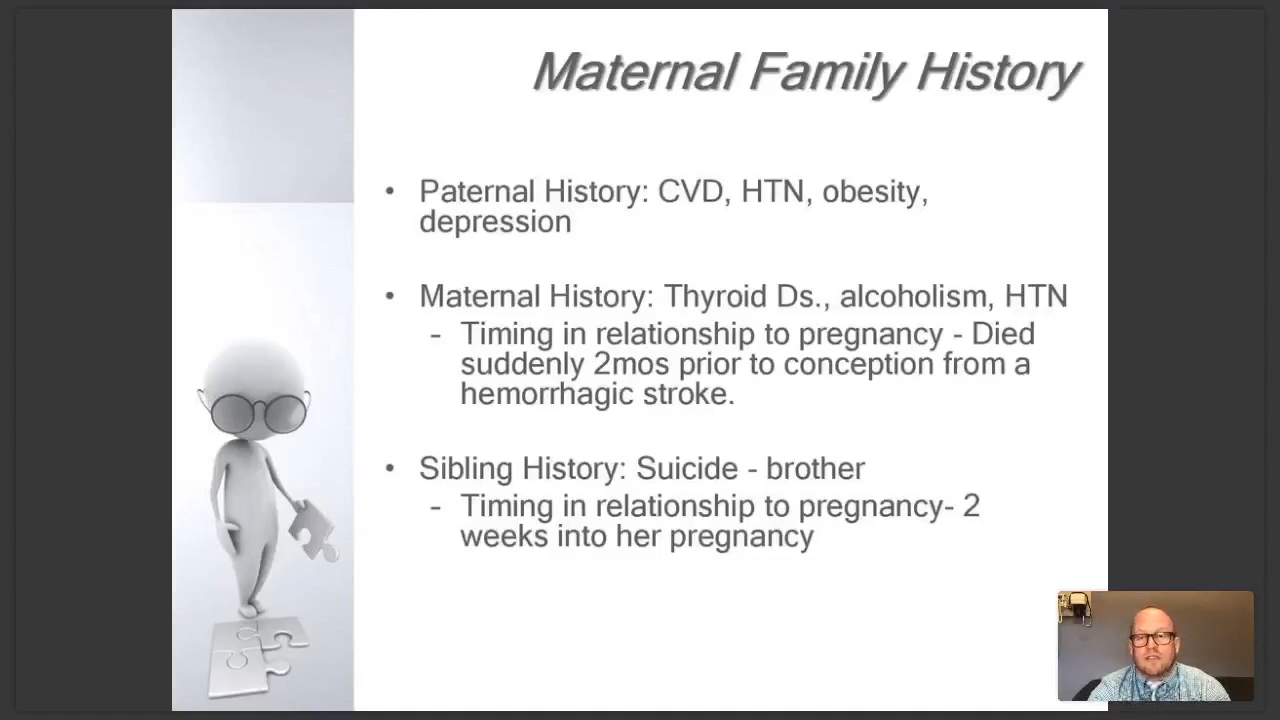 Maternal Family History
• Paternal History: CVD, HTN, obesity,
depression
• Maternal History: Thyroid Ds., alcoholism, HTN
- Timing in relationship to pregnancy - Died
suddenly 2mos prior to conception from a
hemorrhagic stroke.
• Sibling History: Suicide - brother
- Timing in relationship to pregnancy- 2
weeks into her pregnancy